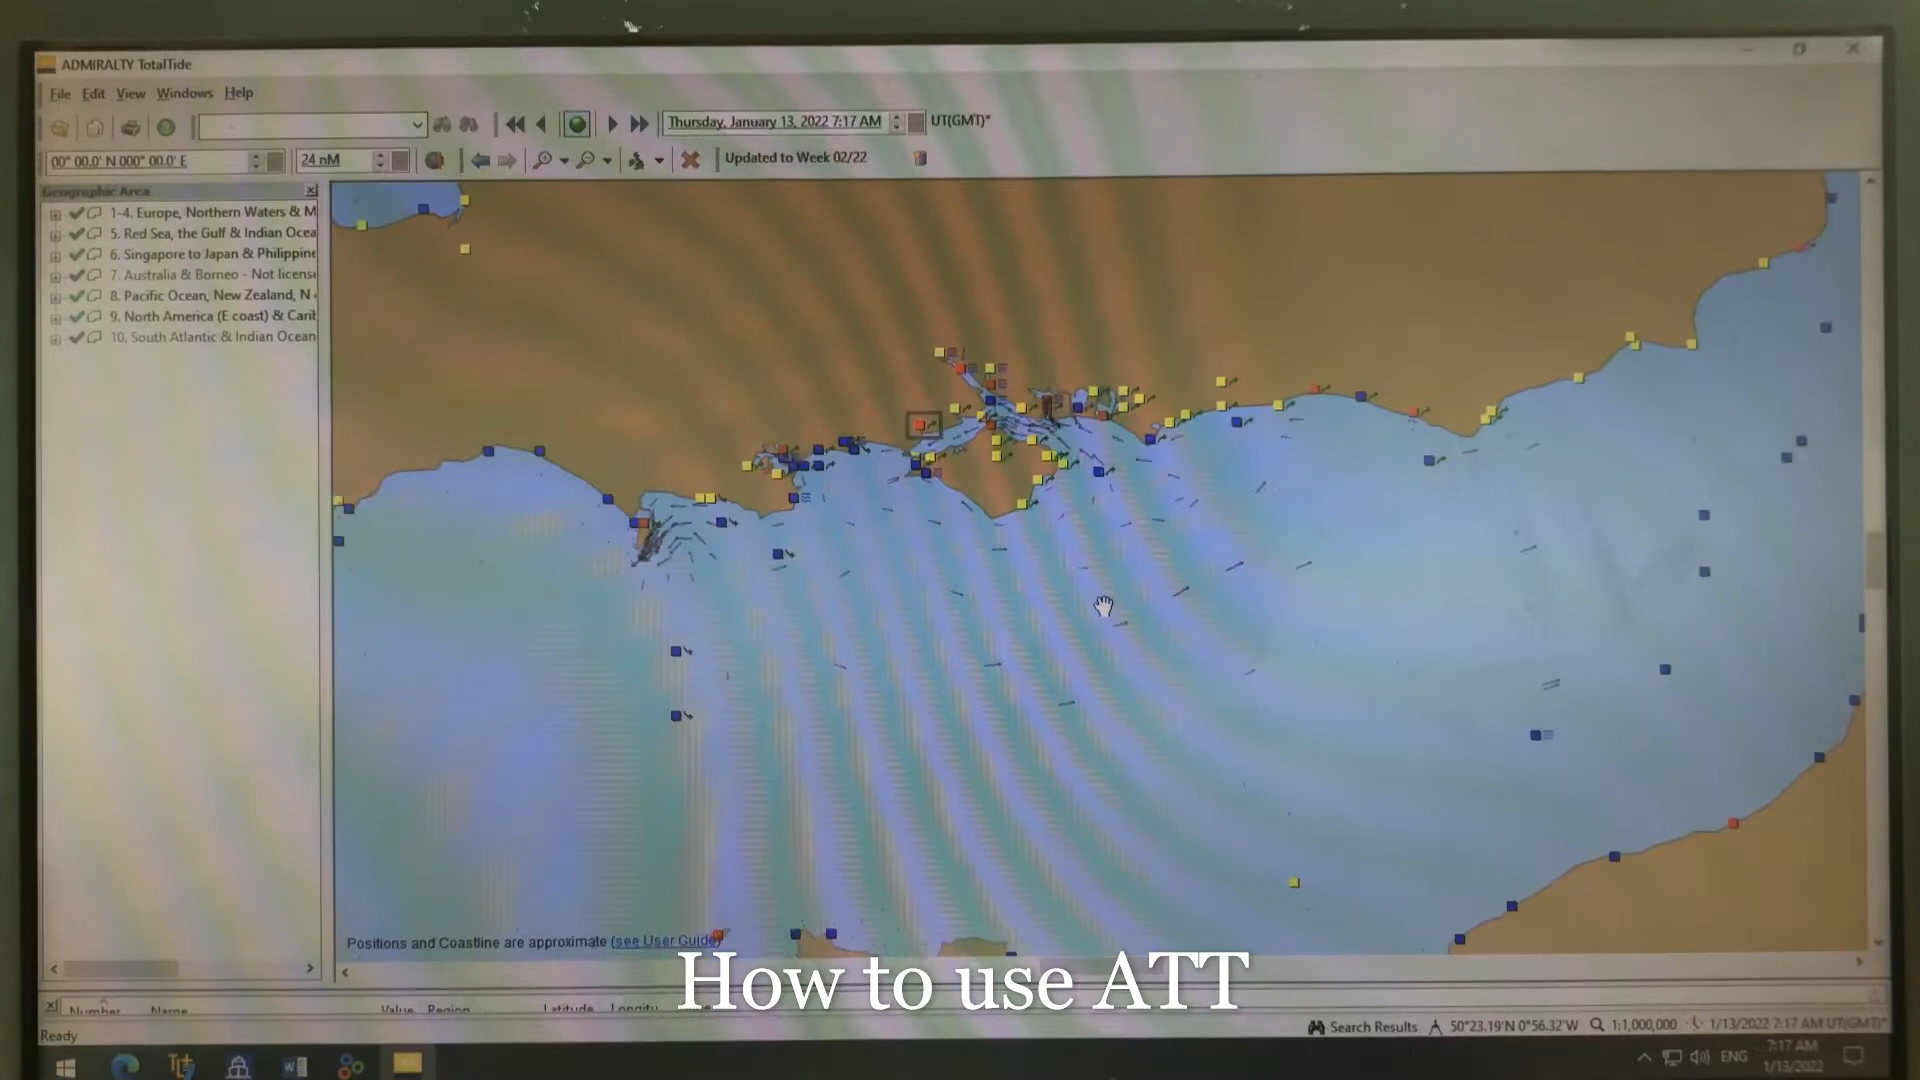 ADMIRALTY TotalTide
File Edit View Windows Help
Thursday, January 13, 2022 7:17 AM UT(GMT)*
00° 00.0' N 000° 00.0' E 24 nM Updated to Week 02/22
Geographic Area
1-4. Europe, Northern Waters & M
5. Red Sea, the Gulf & Indian Ocea
6. Singapore to Japan & Philippine
7. Australia & Borneo - Not license
8. Pacific Ocean, New Zealand, N
9. North America (E coast) & Carib
10. South Atlantic & Indian Ocean
Positions and Coastline are approximate (see User Guide)
How to use ATT
Number Name Value Region Latitude Longitu
Search Results 50°23.19'N 0°56.32'W 1:1,000,000 1/13/2022 7:17 AM UT(GMT)*
Ready
ENG 7:17 AM
1/13/2022